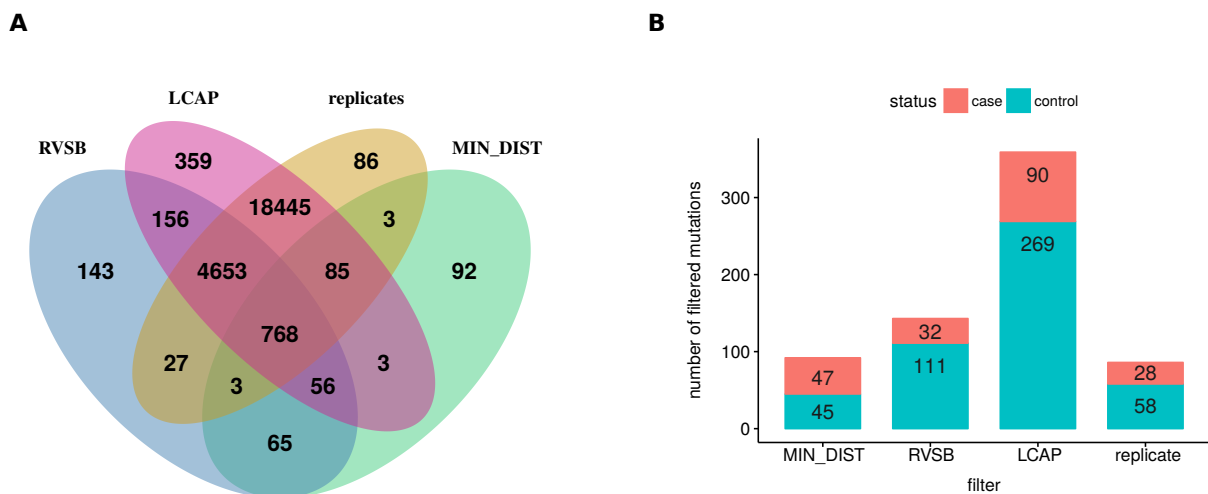 A
LCAP
replicates
RVSB
MIN_DIST
359
86
156
18445
3
143
4653
85
92
768
27
3
56
3
65
B
status case control
number of filtered mutations
300
200
100
0
90
269
32
111
47
45
28
58
MIN_DIST RVSB LCAP replicate
filter